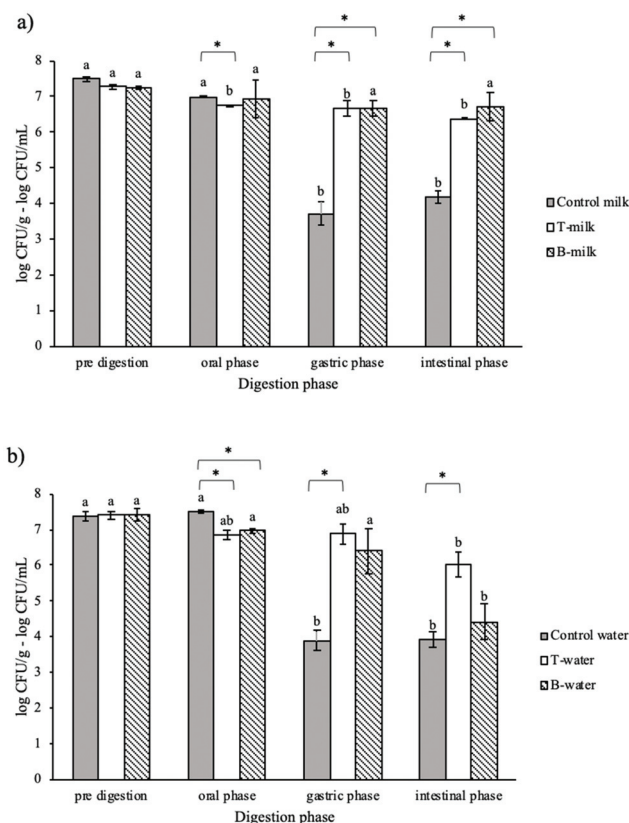 a)
* * *
* * *
8
7
6
5
4
3
2
1
0
log CFU/g - log CFU/mL
a a a a b a b b a b b a
pre digestion oral phase gastric phase intestinal phase
Digestion phase
Control milk
T-milk
B-milk
b)
*
* * *
8
7
6
5
4
3
2
1
0
log CFU/g - log CFU/mL
a a a a ab a b ab a b b b
pre digestion oral phase gastric phase intestinal phase
Digestion phase
Control water
T-water
B-water